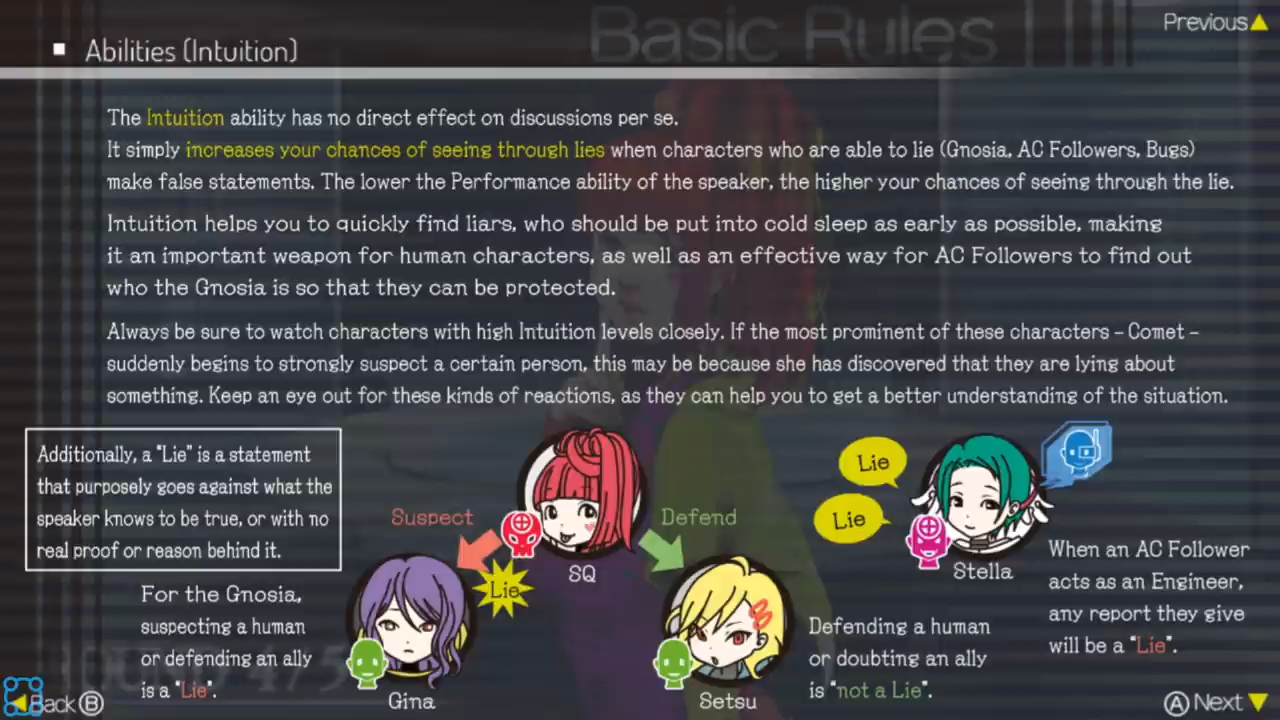 Basic Rules
Previous
Abilities (Intuition)
The Intuition ability has no direct effect on discussions per se.
It simply increases your chances of seeing through lies when characters who are able to lie (Gnosia, AC Followers, Bugs)
make false statements. The lower the Performance ability of the speaker, the higher your chances of seeing through the lie.
Intuition helps you to quickly find liars, who should be put into cold sleep as early as possible, making
it an important weapon for human characters, as well as an effective way for AC Followers to find out
who the Gnosia is so that they can be protected.
Always be sure to watch characters with high Intuition levels closely. If the most prominent of these characters – Comet –
suddenly begins to strongly suspect a certain person, this may be because she has discovered that they are lying about
something. Keep an eye out for these kinds of reactions, as they can help you to get a better understanding of the situation.
Additionally, a "Lie" is a statement
that purposely goes against what the
speaker knows to be true, or with no
real proof or reason behind it.
Suspect
Defend
SQ
Lie
For the Gnosia,
suspecting a human
or defending an ally
is a "Lie".
Gina
Setsu
Defending a human
or doubting an ally
is "not a Lie".
Lie
Lie
Stella
When an AC Follower
acts as an Engineer,
any report they give
will be a "Lie".
Back B
A Next